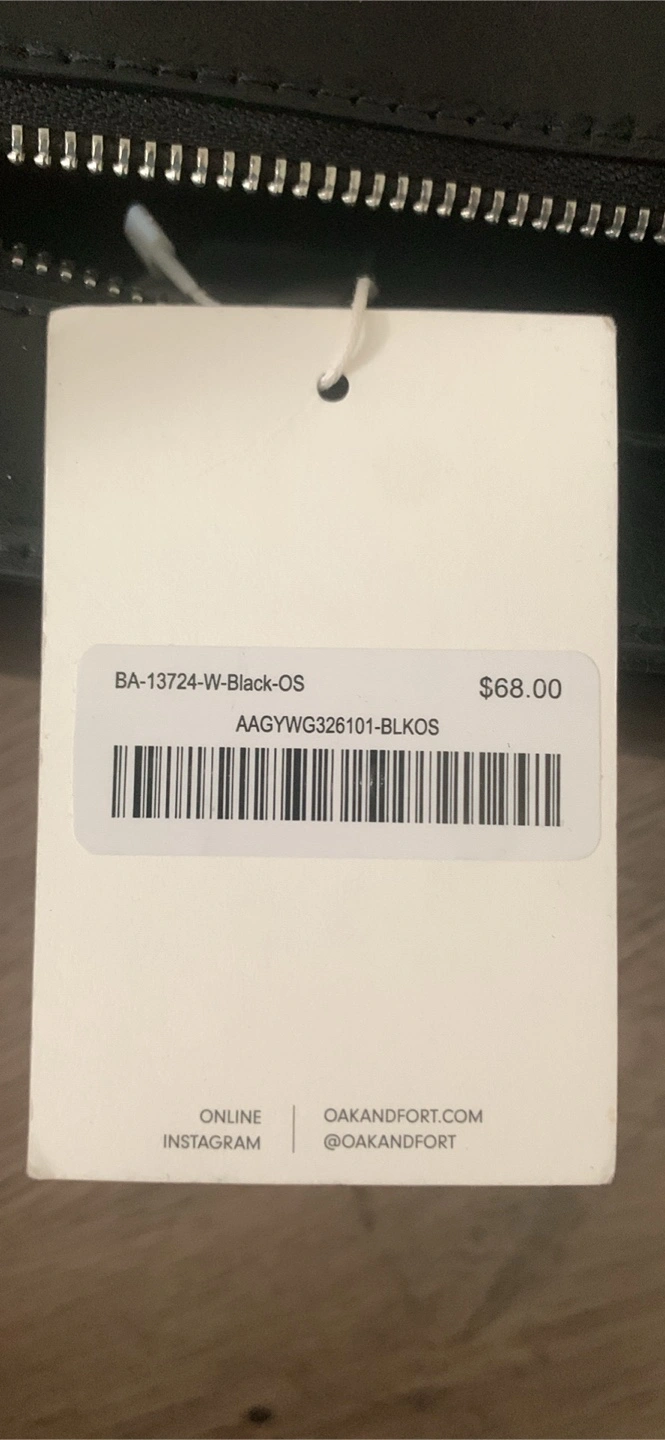 BA-13724-W-Black-OS $68.00
AAGYWG326101-BLKOS
ONLINE OAKANDFORT.COM
INSTAGRAM @OAKANDFORT